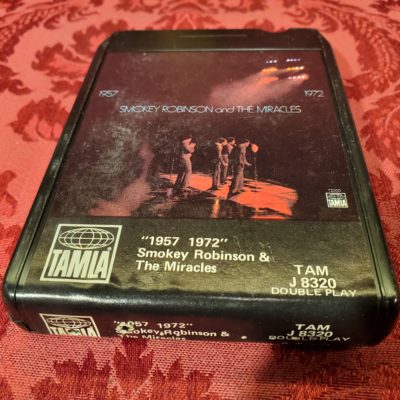 1957 1972
SMOKEY ROBINSON and THE MIRACLES
TAMLA
"1957 1972"
Smokey Robinson &
The Miracles
TAM
J 8320
DOUBLE PLAY
TAMLA
"1957 1972"
Smokey Robinson &
The Miracles
TAM
J 8320